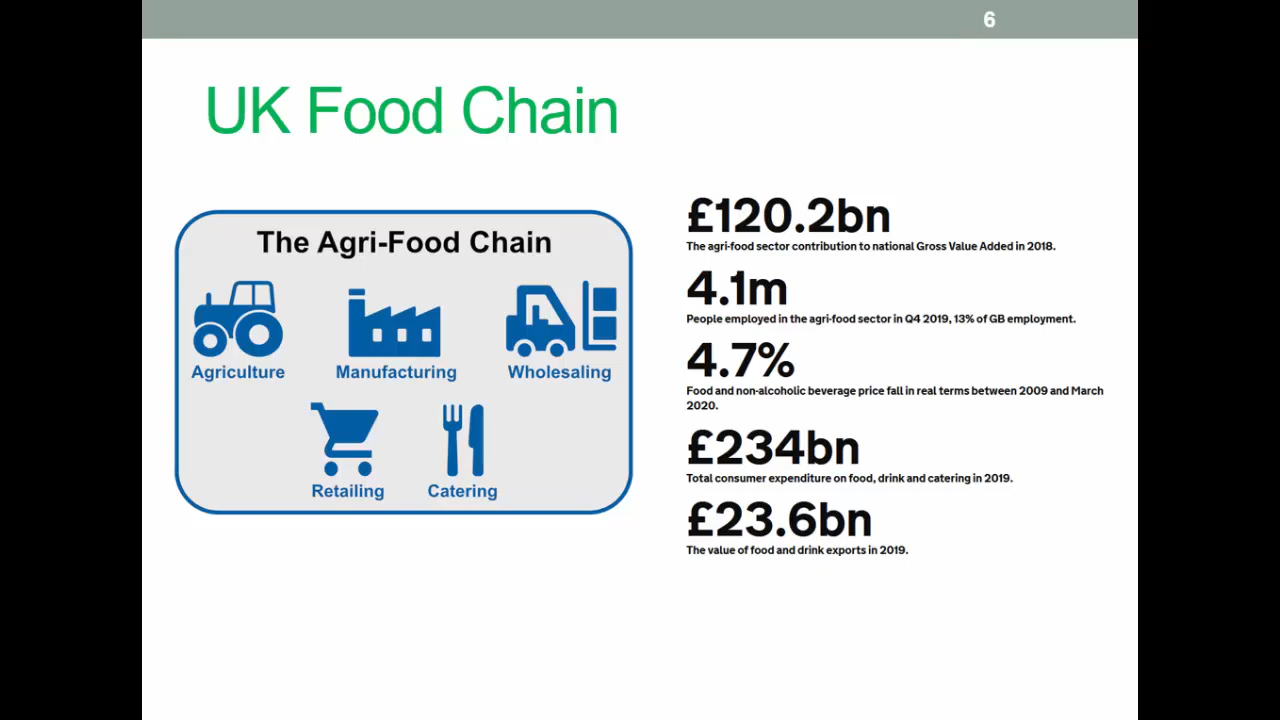 6
UK Food Chain
The Agri-Food Chain
Agriculture
Manufacturing
Wholesaling
Retailing
Catering
£120.2bn
The agri-food sector contribution to national Gross Value Added in 2018.
4.1m
People employed in the agri-food sector in Q4 2019, 13% of GB employment.
4.7%
Food and non-alcoholic beverage price fall in real terms between 2009 and March
2020.
£234bn
Total consumer expenditure on food, drink and catering in 2019.
£23.6bn
The value of food and drink exports in 2019.